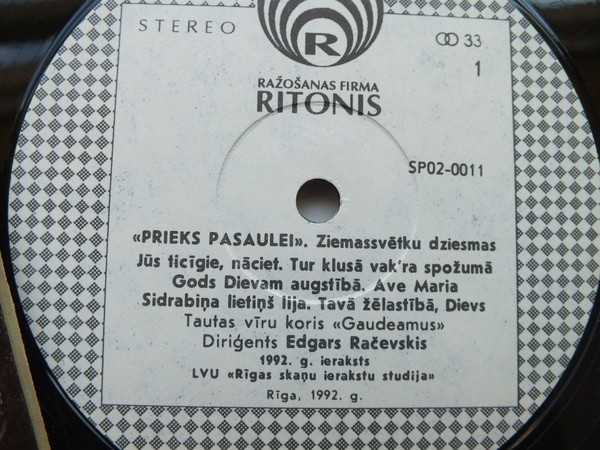 STEREO
R
33
1
RAŽOŠANAS FIRMA
RITONIS
SP02-0011
«PRIEKS PASAULEI». Ziemassvētku dziesmas
Jūs ticīgie, nāciet. Tur klusā vak'ra spožumā
Gods Dievam augstībā. Ave Maria
Sidrabiņa lietiņš lija. Tavā žēlastībā, Dievs
Tautas vīru koris «Gaudeamus»
Diriģents Edgars Račevskis
1992. g. ieraksts
LVU «Rīgas skaņu ierakstu studija»
Rīga, 1992. g.